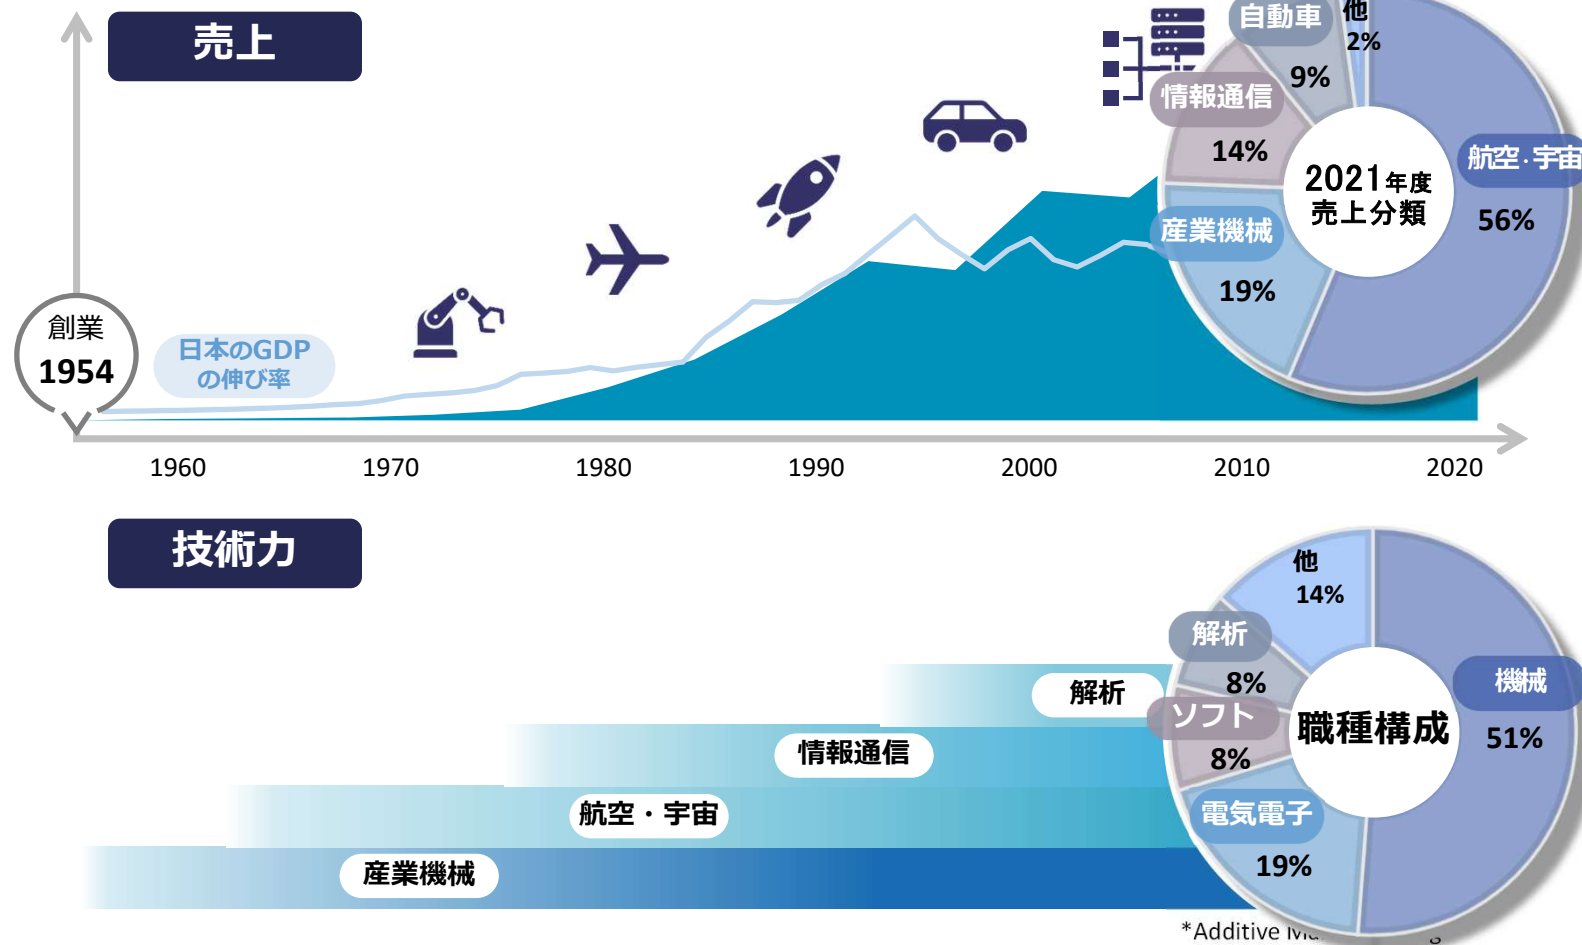 売上
自動車
他
2%
9%
情報通信
14%
航空・宇宙
56%
2021年度
売上分類
産業機械
19%
創業
1954
日本のGDP
の伸び率
1960
1970
1980
1990
2000
2010
2020
技術力
他
14%
解析
8%
機械
51%
ソフト
8%
職種構成
電気電子
19%
解析
情報通信
航空・宇宙
産業機械
*Additive